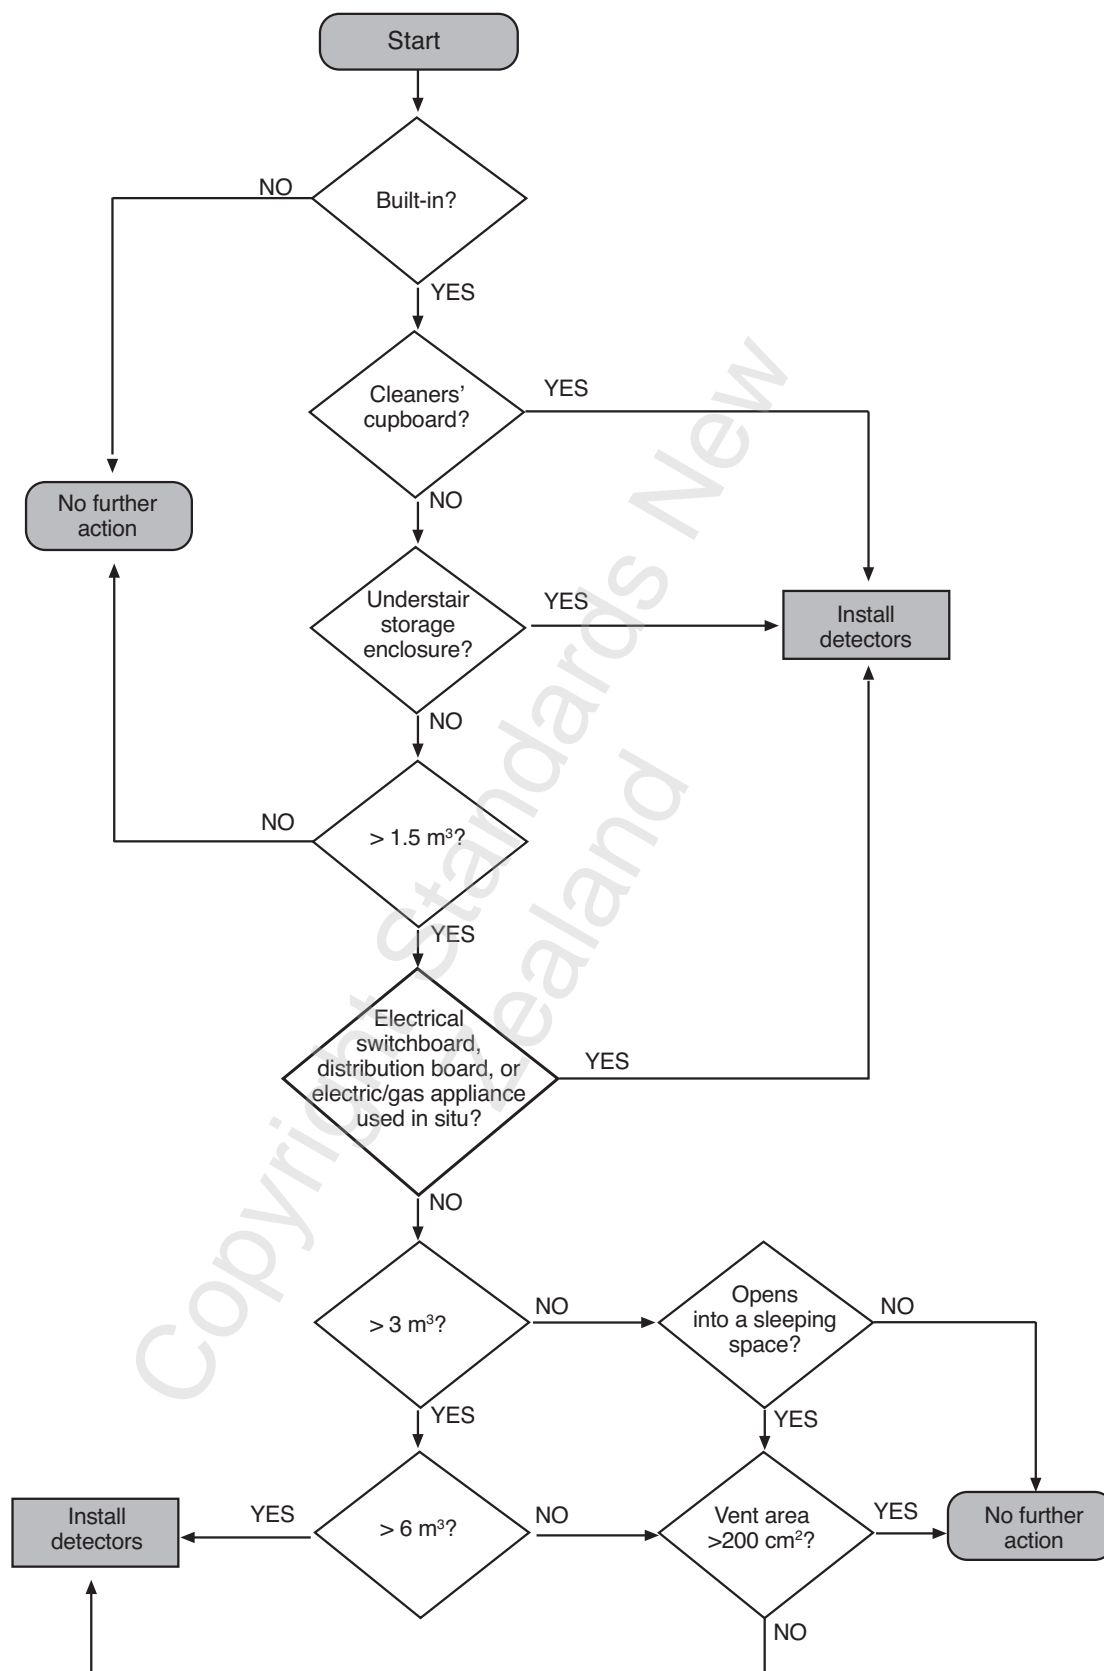 Start
Built-in?
NO
YES
Cleaners’
cupboard?
YES
NO
No further
action
Understair
storage
enclosure?
YES
Install
detectors
NO
> 1.5 m³?
NO
YES
Electrical
switchboard,
distribution board, or
electric/gas appliance
used in situ?
YES
NO
> 3 m³?
NO
Opens
into a sleeping
space?
NO
YES
YES
Install
detectors
YES
> 6 m³?
NO
Vent area
>200 cm²?
YES
No further
action
NO
Copyright Standards New
Zealand